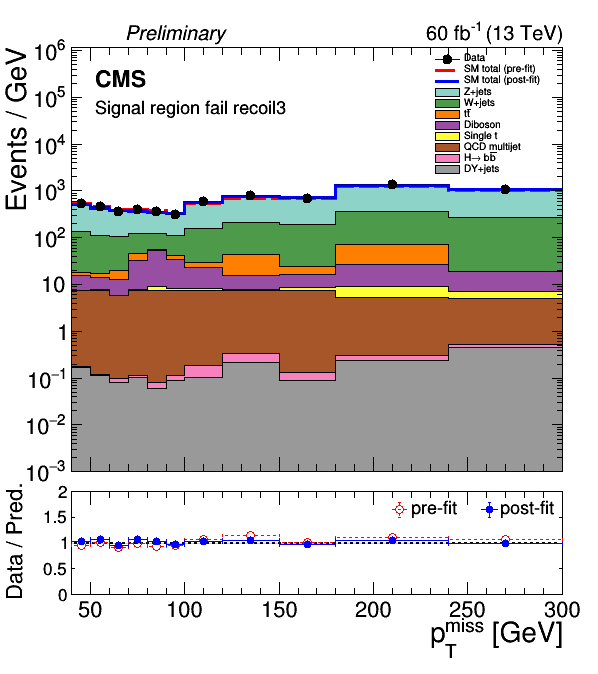 Preliminary 60 fb⁻¹ (13 TeV)
Events / GeV
10⁶
10⁵
10⁴
10³
10²
10
1
10⁻¹
10⁻²
10⁻³
CMS
Signal region fail recoil3
Data
SM total (pre-fit)
SM total (post-fit)
Z+jets
W+jets
tt̅
Diboson
Single t
QCD multijet
H→ bb̅
DY+jets
Data / Pred.
2
1.5
1
0.5
0
pre-fit post-fit
50 100 150 200 250 300
p_T^miss [GeV]